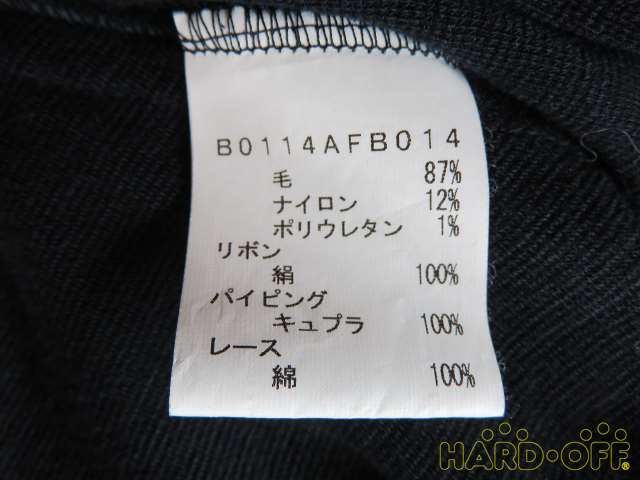 B0114AFB014
毛 87%
ナイロン 12%
ポリウレタン 1%
リボン
絹 100%
パイピング
キュプラ 100%
レース
綿 100%
HARD・OFF